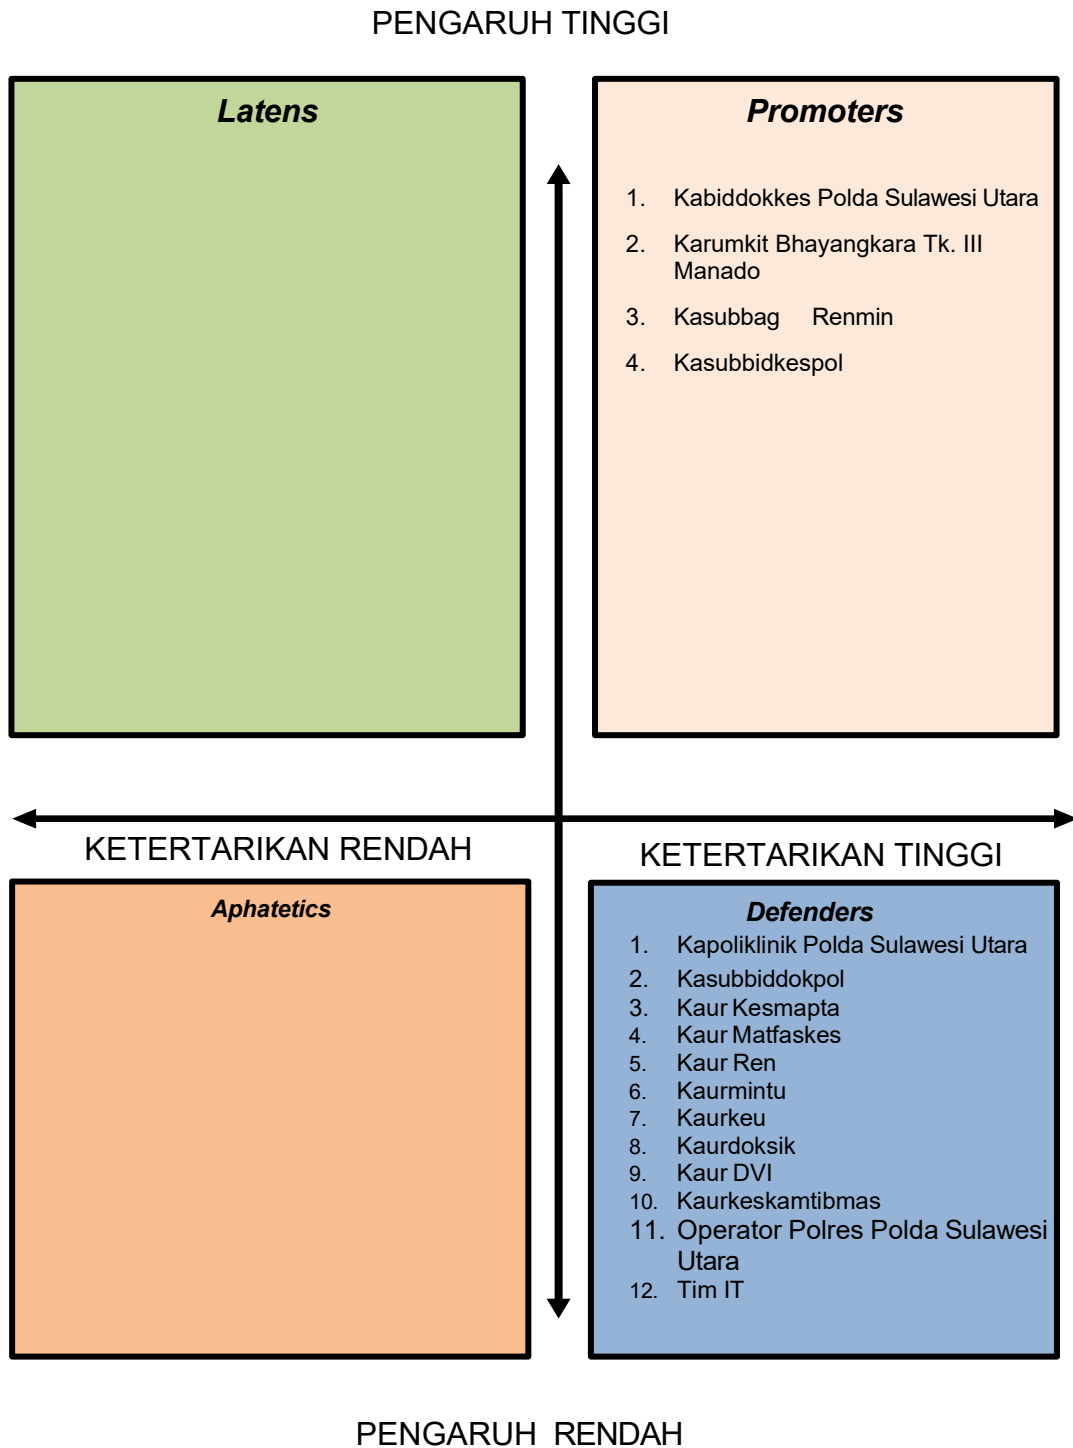 PENGARUH TINGGI
Latens
Promoters
1. Kabiddokkes Polda Sulawesi Utara
2. Karumkit Bhayangkara Tk. III
Manado
3. Kasubbag Renmin
4. Kasubbidkespol
KETERTARIKAN RENDAH
KETERTARIKAN TINGGI
Aphatetics
Defenders
1. Kapoliklinik Polda Sulawesi Utara
2. Kasubbiddokpol
3. Kaur Kesmapta
4. Kaur Matfaskes
5. Kaur Ren
6. Kaurmintu
7. Kaurkeu
8. Kaurdoksik
9. Kaur DVI
10. Kaurkeskamtibmas
11. Operator Polres Polda Sulawesi
Utara
12. Tim IT
PENGARUH RENDAH